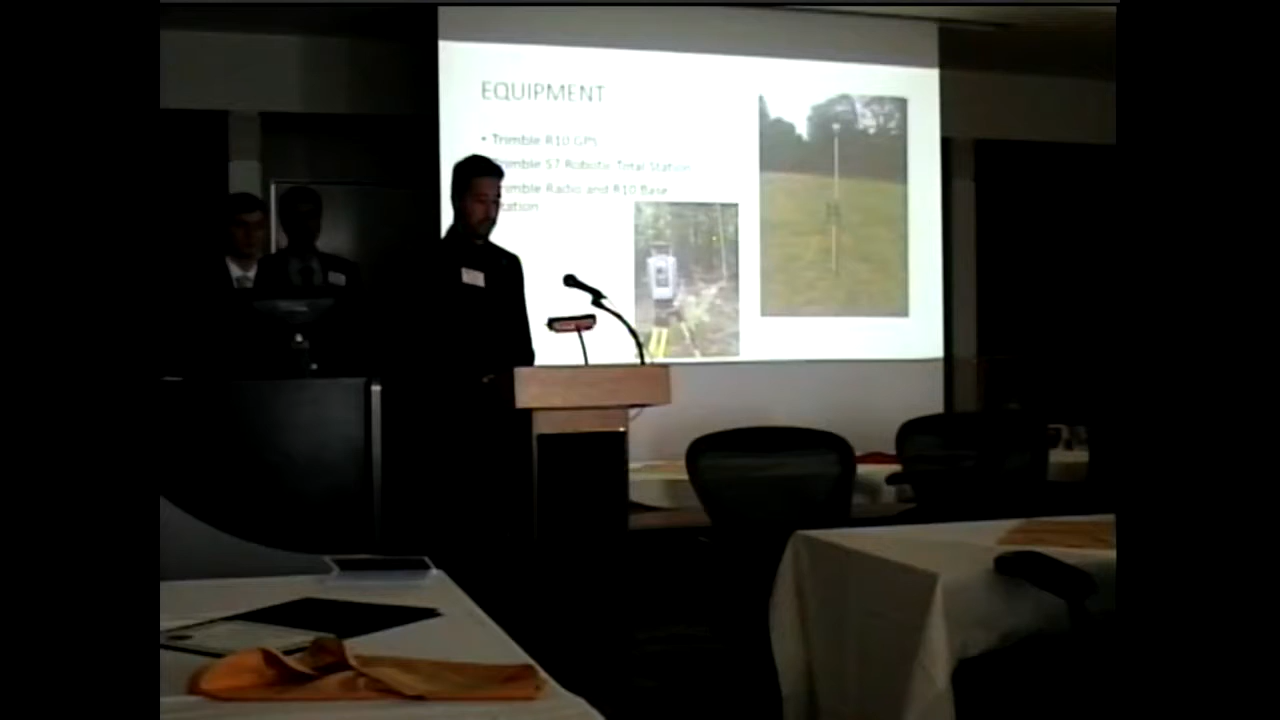 EQUIPMENT
• Trimble R10 GPS
Trimble S7 Robotic Total Station
Trimble Radio and R10 Base
Station